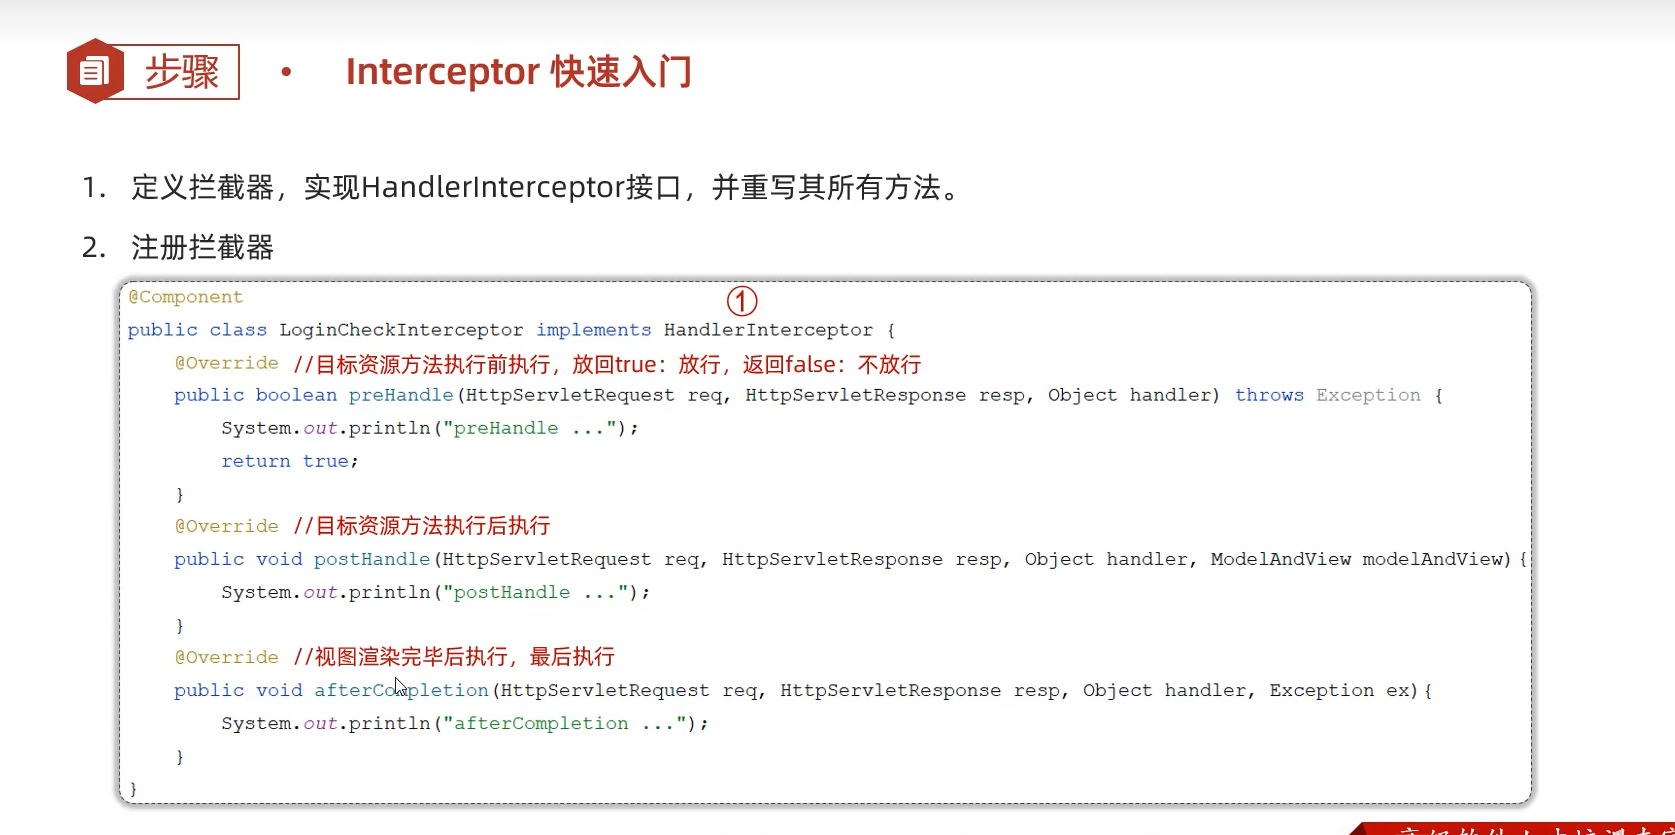 步骤
• Interceptor 快速入门
1. 定义拦截器，实现HandlerInterceptor接口，并重写其所有方法。
2. 注册拦截器
①
@Component
public class LoginCheckInterceptor implements HandlerInterceptor {
@Override //目标资源方法执行前执行，放回true：放行，返回false：不放行
public boolean preHandle(HttpServletRequest req, HttpServletResponse resp, Object handler) throws Exception {
System.out.println("preHandle ...");
return true;
}
@Override //目标资源方法执行后执行
public void postHandle(HttpServletRequest req, HttpServletResponse resp, Object handler, ModelAndView modelAndView){
System.out.println("postHandle ...");
}
@Override //视图渲染完毕后执行，最后执行
public void afterCompletion(HttpServletRequest req, HttpServletResponse resp, Object handler, Exception ex){
System.out.println("afterCompletion ...");
}
}